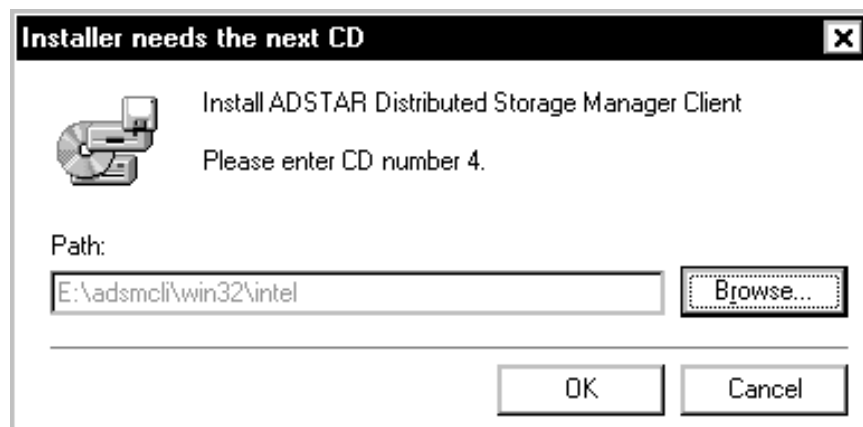 Installer needs the next CD
Install ADSTAR Distributed Storage Manager Client
Please enter CD number 4.
Path:
E:\adsmcli\win32\intel
Browse...
OK
Cancel